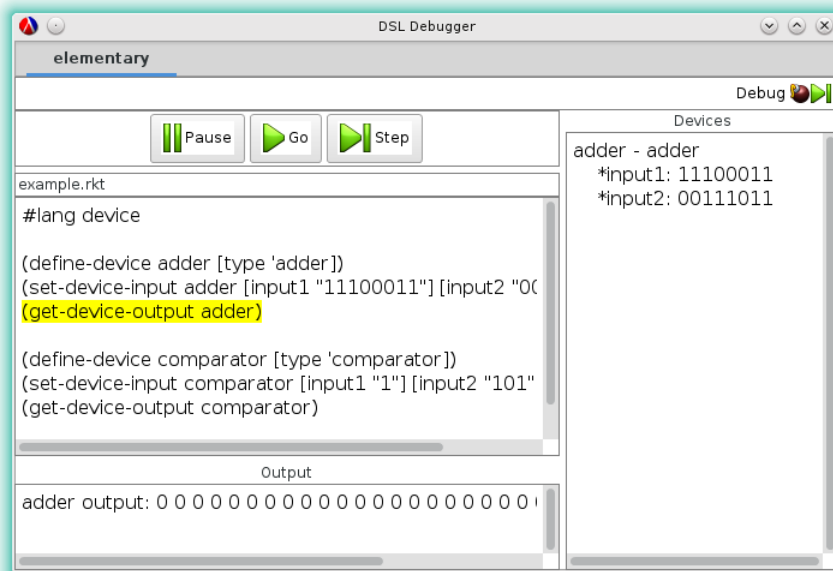 DSL Debugger
elementary
Debug
Pause Go Step
example.rkt
#lang device
(define-device adder [type 'adder])
(set-device-input adder [input1 "11100011"] [input2 "00
(get-device-output adder)
(define-device comparator [type 'comparator])
(set-device-input comparator [input1 "1"] [input2 "101"
(get-device-output comparator)
Output
adder output: 0 0 0 0 0 0 0 0 0 0 0 0 0 0 0 0 0 0 0 0 0
Devices
adder - adder
*input1: 11100011
*input2: 00111011